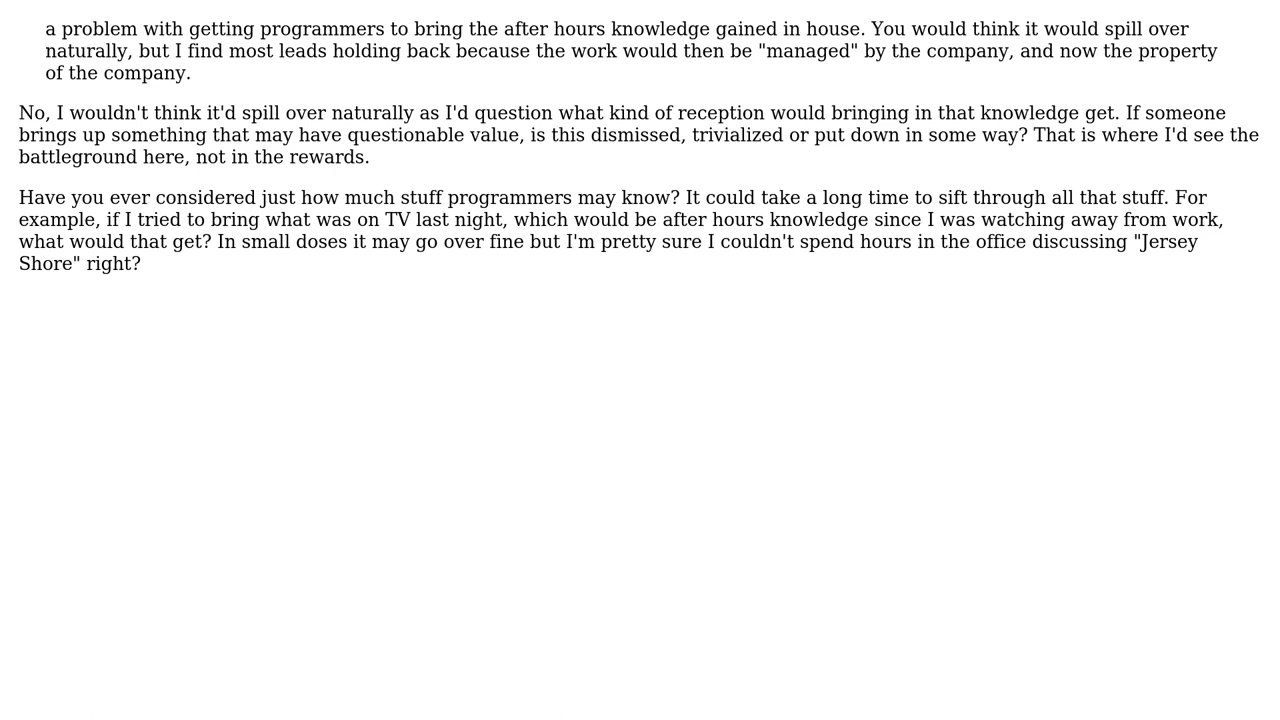 a problem with getting programmers to bring the after hours knowledge gained in house. You would think it would spill over
naturally, but I find most leads holding back because the work would then be "managed" by the company, and now the property
of the company.
No, I wouldn't think it'd spill over naturally as I'd question what kind of reception would bringing in that knowledge get. If someone
brings up something that may have questionable value, is this dismissed, trivialized or put down in some way? That is where I'd see the
battleground here, not in the rewards.
Have you ever considered just how much stuff programmers may know? It could take a long time to sift through all that stuff. For
example, if I tried to bring what was on TV last night, which would be after hours knowledge since I was watching away from work,
what would that get? In small doses it may go over fine but I'm pretty sure I couldn't spend hours in the office discussing "Jersey
Shore" right?